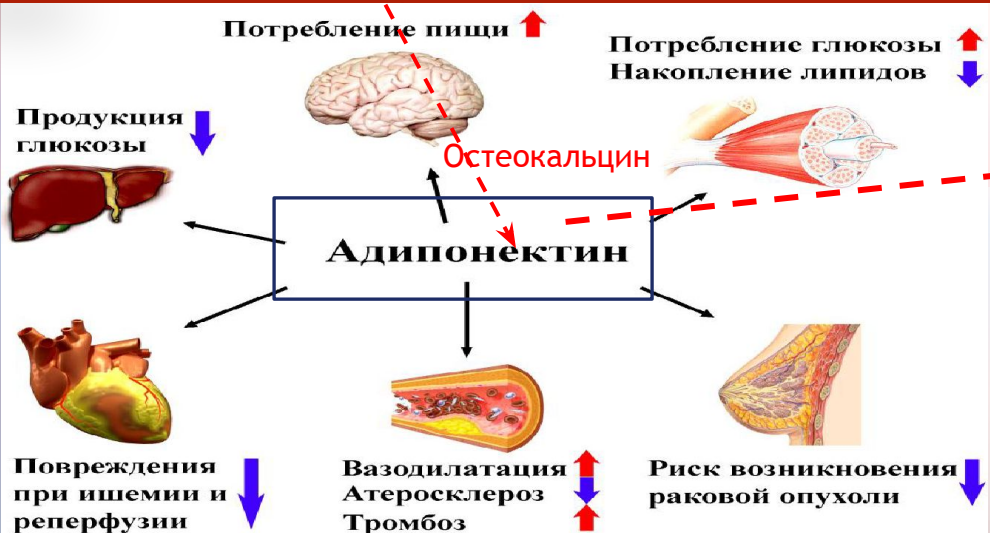 Потребление пищи
Потребление глюкозы
Накопление липидов
Продукция
глюкозы
Остеокальцин
Адипонектин
Повреждения
при ишемии и
реперфузии
Вазодилатация
Атеросклероз
Тромбоз
Риск возникновения
раковой опухоли